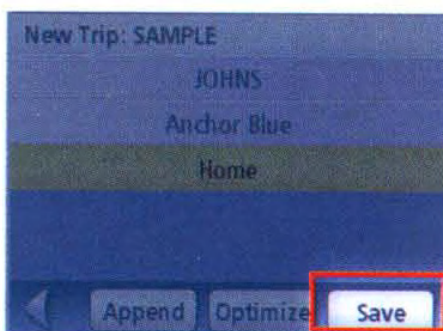 New Trip: SAMPLE
JOHNS
Anchor Blue
Home
Append Optimize Save